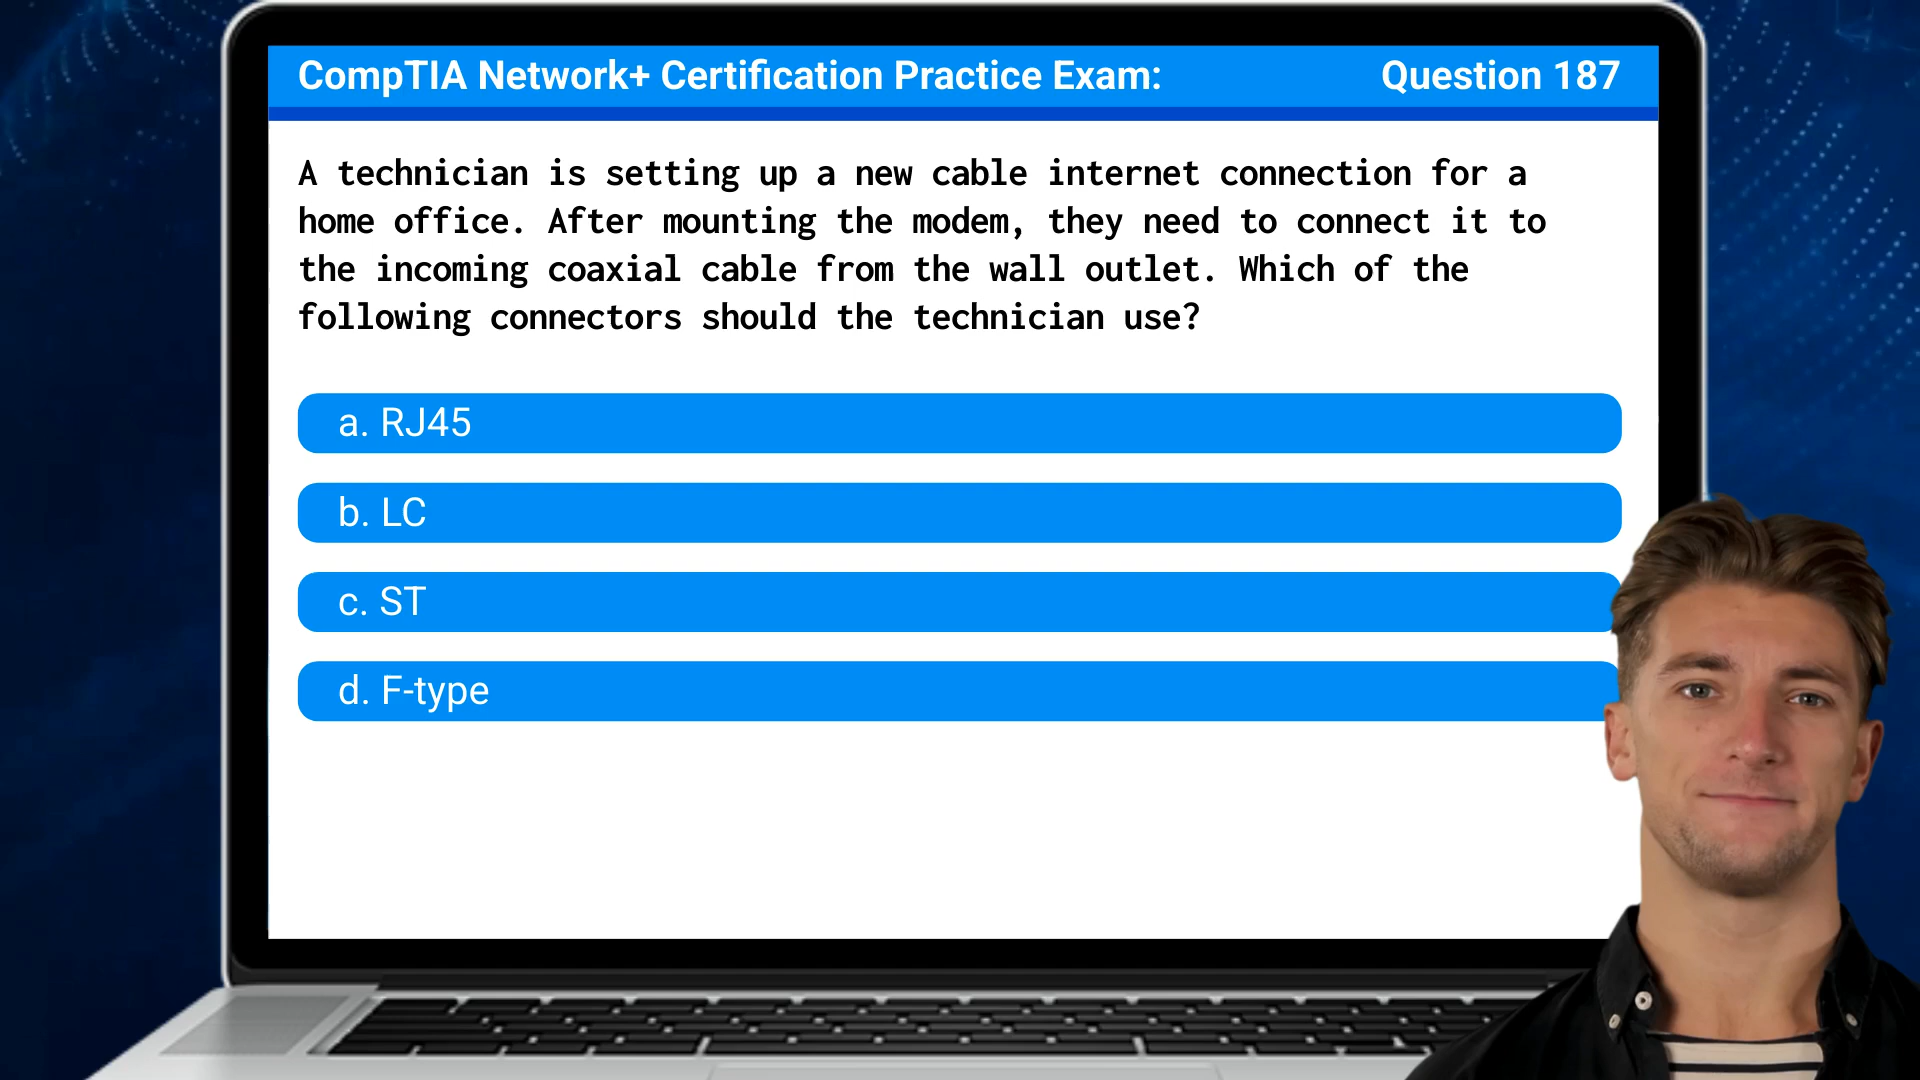 CompTIA Network+ Certification Practice Exam: Question 187
A technician is setting up a new cable internet connection for a
home office. After mounting the modem, they need to connect it to
the incoming coaxial cable from the wall outlet. Which of the
following connectors should the technician use?
a. RJ45
b. LC
c. ST
d. F-type